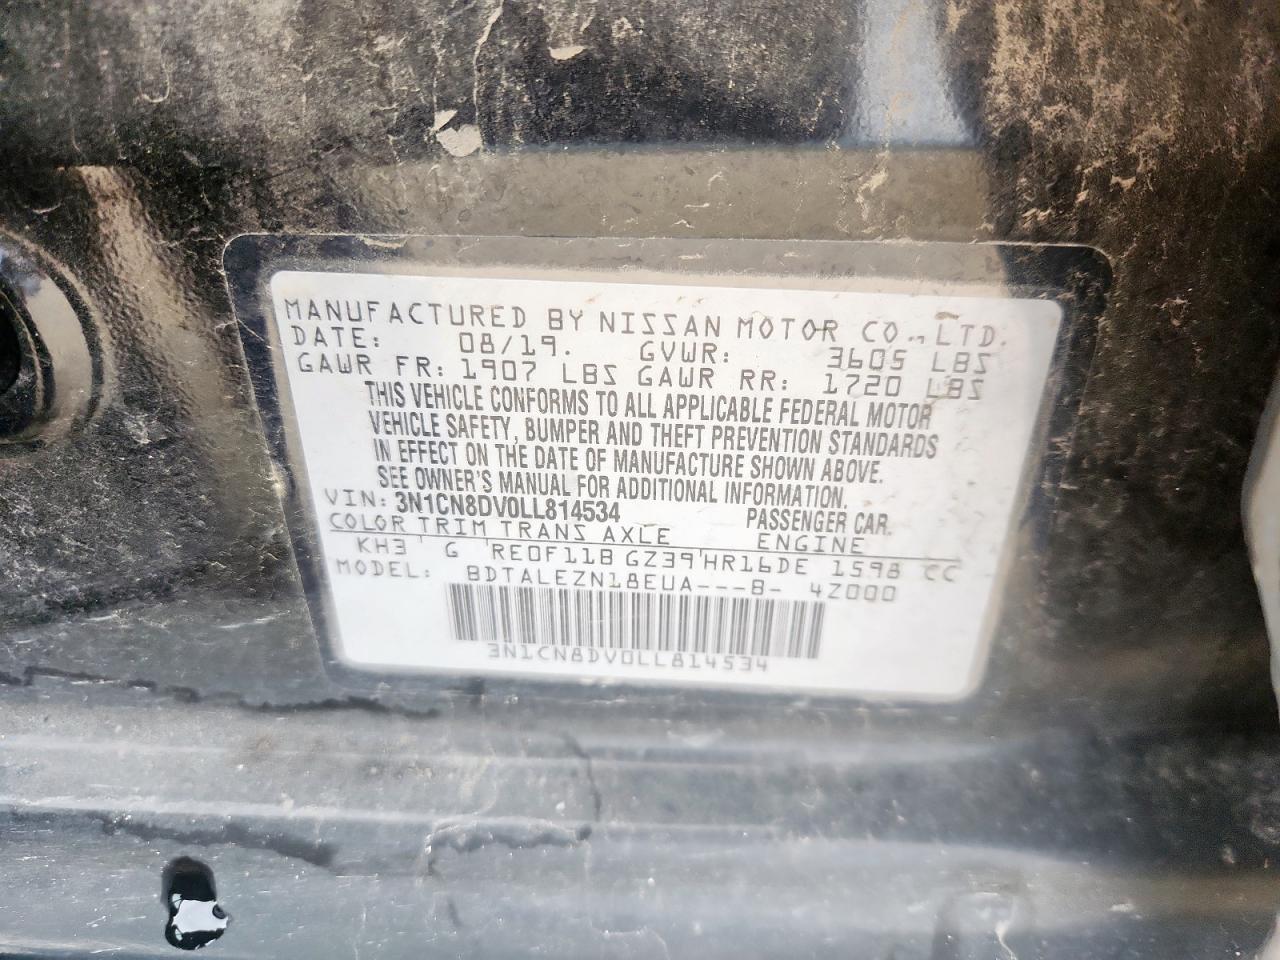 MANUFACTURED BY NISSAN MOTOR CO., LTD.
DATE: 08/19. GVWR: 3605 LBS
GAWR FR: 1907 LBS GAWR RR: 1720 LBS
THIS VEHICLE CONFORMS TO ALL APPLICABLE FEDERAL MOTOR
VEHICLE SAFETY, BUMPER AND THEFT PREVENTION STANDARDS
IN EFFECT ON THE DATE OF MANUFACTURE SHOWN ABOVE.
SEE OWNER'S MANUAL FOR ADDITIONAL INFORMATION.
VIN: 3N1CN8DV0LL814534 PASSENGER CAR.
COLOR TRIM TRANS AXLE ENGINE
KH3 G RE0F11B GZ39 HR16DE 1598 CC
MODEL: BDTALEZN18EUA---B- 4Z000
3N1CN8DV0LL814534